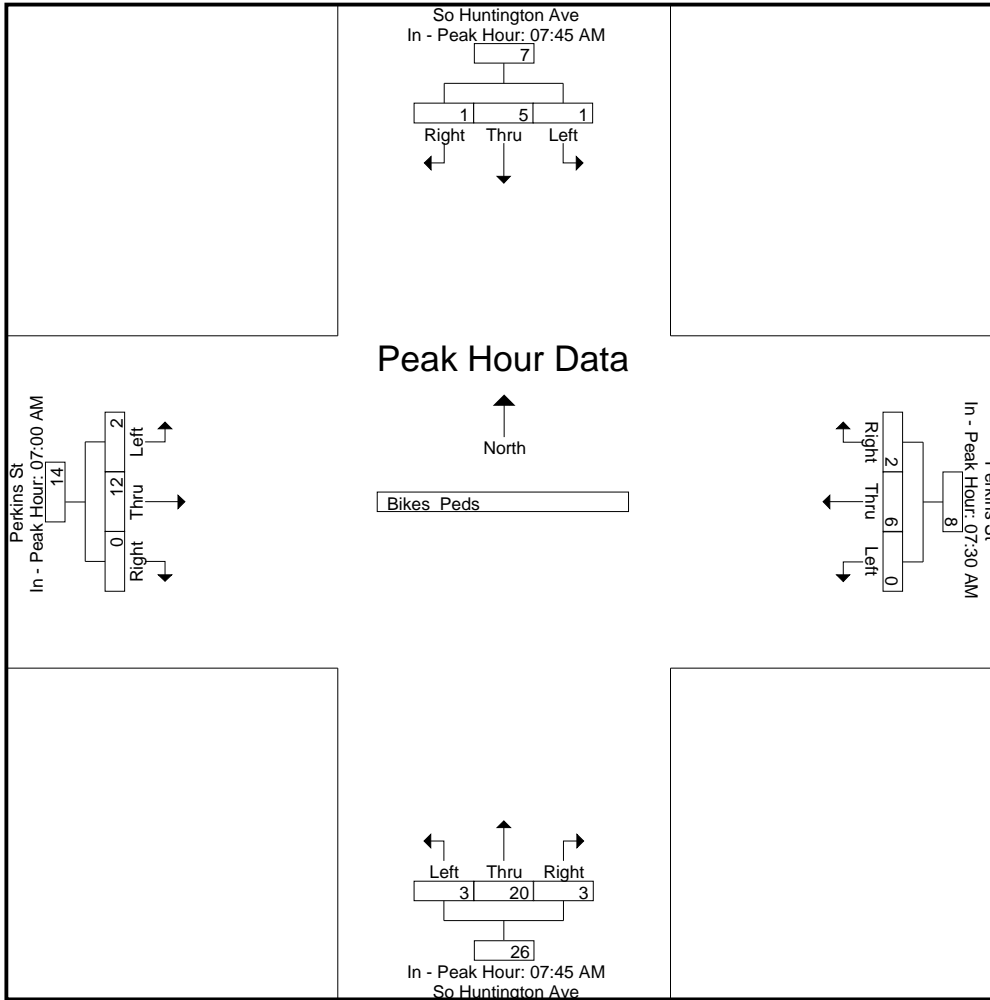 So Huntington Ave
In - Peak Hour: 07:45 AM
7
1 5 1
Right Thru Left
Peak Hour Data
North
Bikes Peds
Perkins St
In - Peak Hour: 07:00 AM
14
2 12 0
Left Thru Right
Perkins St
In - Peak Hour: 07:30 AM
8
2 6 0
Right Thru Left
Left Thru Right
3 20 3
26
In - Peak Hour: 07:45 AM
So Huntington Ave